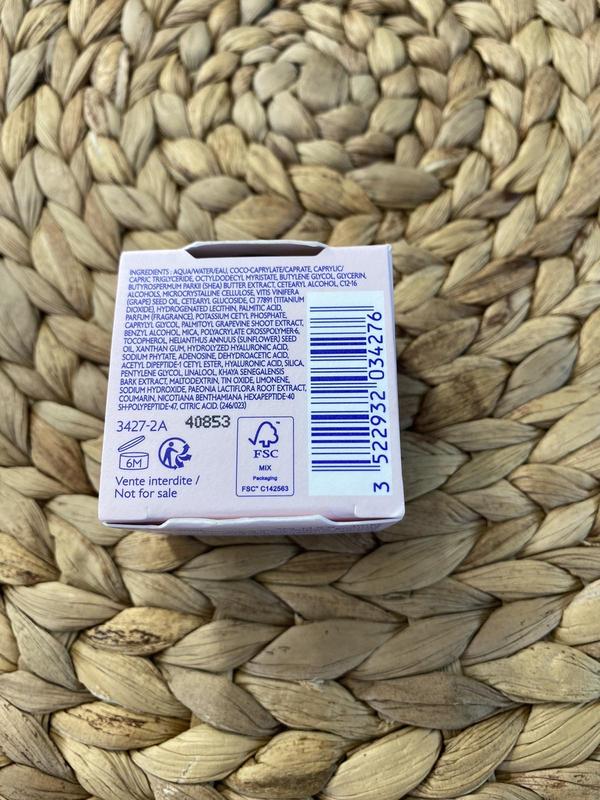 INGREDIENTS : AQUA/WATER/EAU, COCO-CAPRYLATE/CAPRATE, CAPRYLIC/
CAPRIC TRIGLYCERIDE, OCTYLDODECYL MYRISTATE, BUTYLENE GLYCOL, GLYCERIN,
BUTYROSPERMUM PARKII (SHEA) BUTTER EXTRACT, CETEARYL ALCOHOL, C12-16
ALCOHOLS, MICROCRYSTALLINE CELLULOSE, VITIS VINIFERA
(GRAPE) SEED OIL, CETEARYL GLUCOSIDE, CI 77891 (TITANIUM
DIOXIDE), HYDROGENATED LECITHIN, PALMITIC ACID,
PARFUM (FRAGRANCE), POTASSIUM CETYL PHOSPHATE,
CAPRYLYL GLYCOL, PALMITOYL GRAPEVINE SHOOT EXTRACT,
BENZYL ALCOHOL, MICA, POLYACRYLATE CROSSPOLYMER-6,
TOCOPHEROL, HELIANTHUS ANNUUS (SUNFLOWER) SEED
OIL, XANTHAN GUM, HYDROLYZED HYALURONIC ACID,
SODIUM PHYTATE, ADENOSINE, DEHYDROACETIC ACID,
ACETYL DIPEPTIDE-1 CETYL ESTER, HYALURONIC ACID, SILICA,
PENTYLENE GLYCOL, LINALOOL, KHAYA SENEGALENSIS
BARK EXTRACT, MALTODEXTRIN, TIN OXIDE, LIMONENE,
SODIUM HYDROXIDE, PAEONIA LACTIFLORA ROOT EXTRACT,
COUMARIN, NICOTIANA BENTHAMIANA HEXAPEPTIDE-40
SH-POLYPEPTIDE-47, CITRIC ACID. (246/023)
3427-2A 40853
6M
Vente interdite /
Not for sale
FSC
MIX
Packaging
FSC® C142563
3 522932 034276